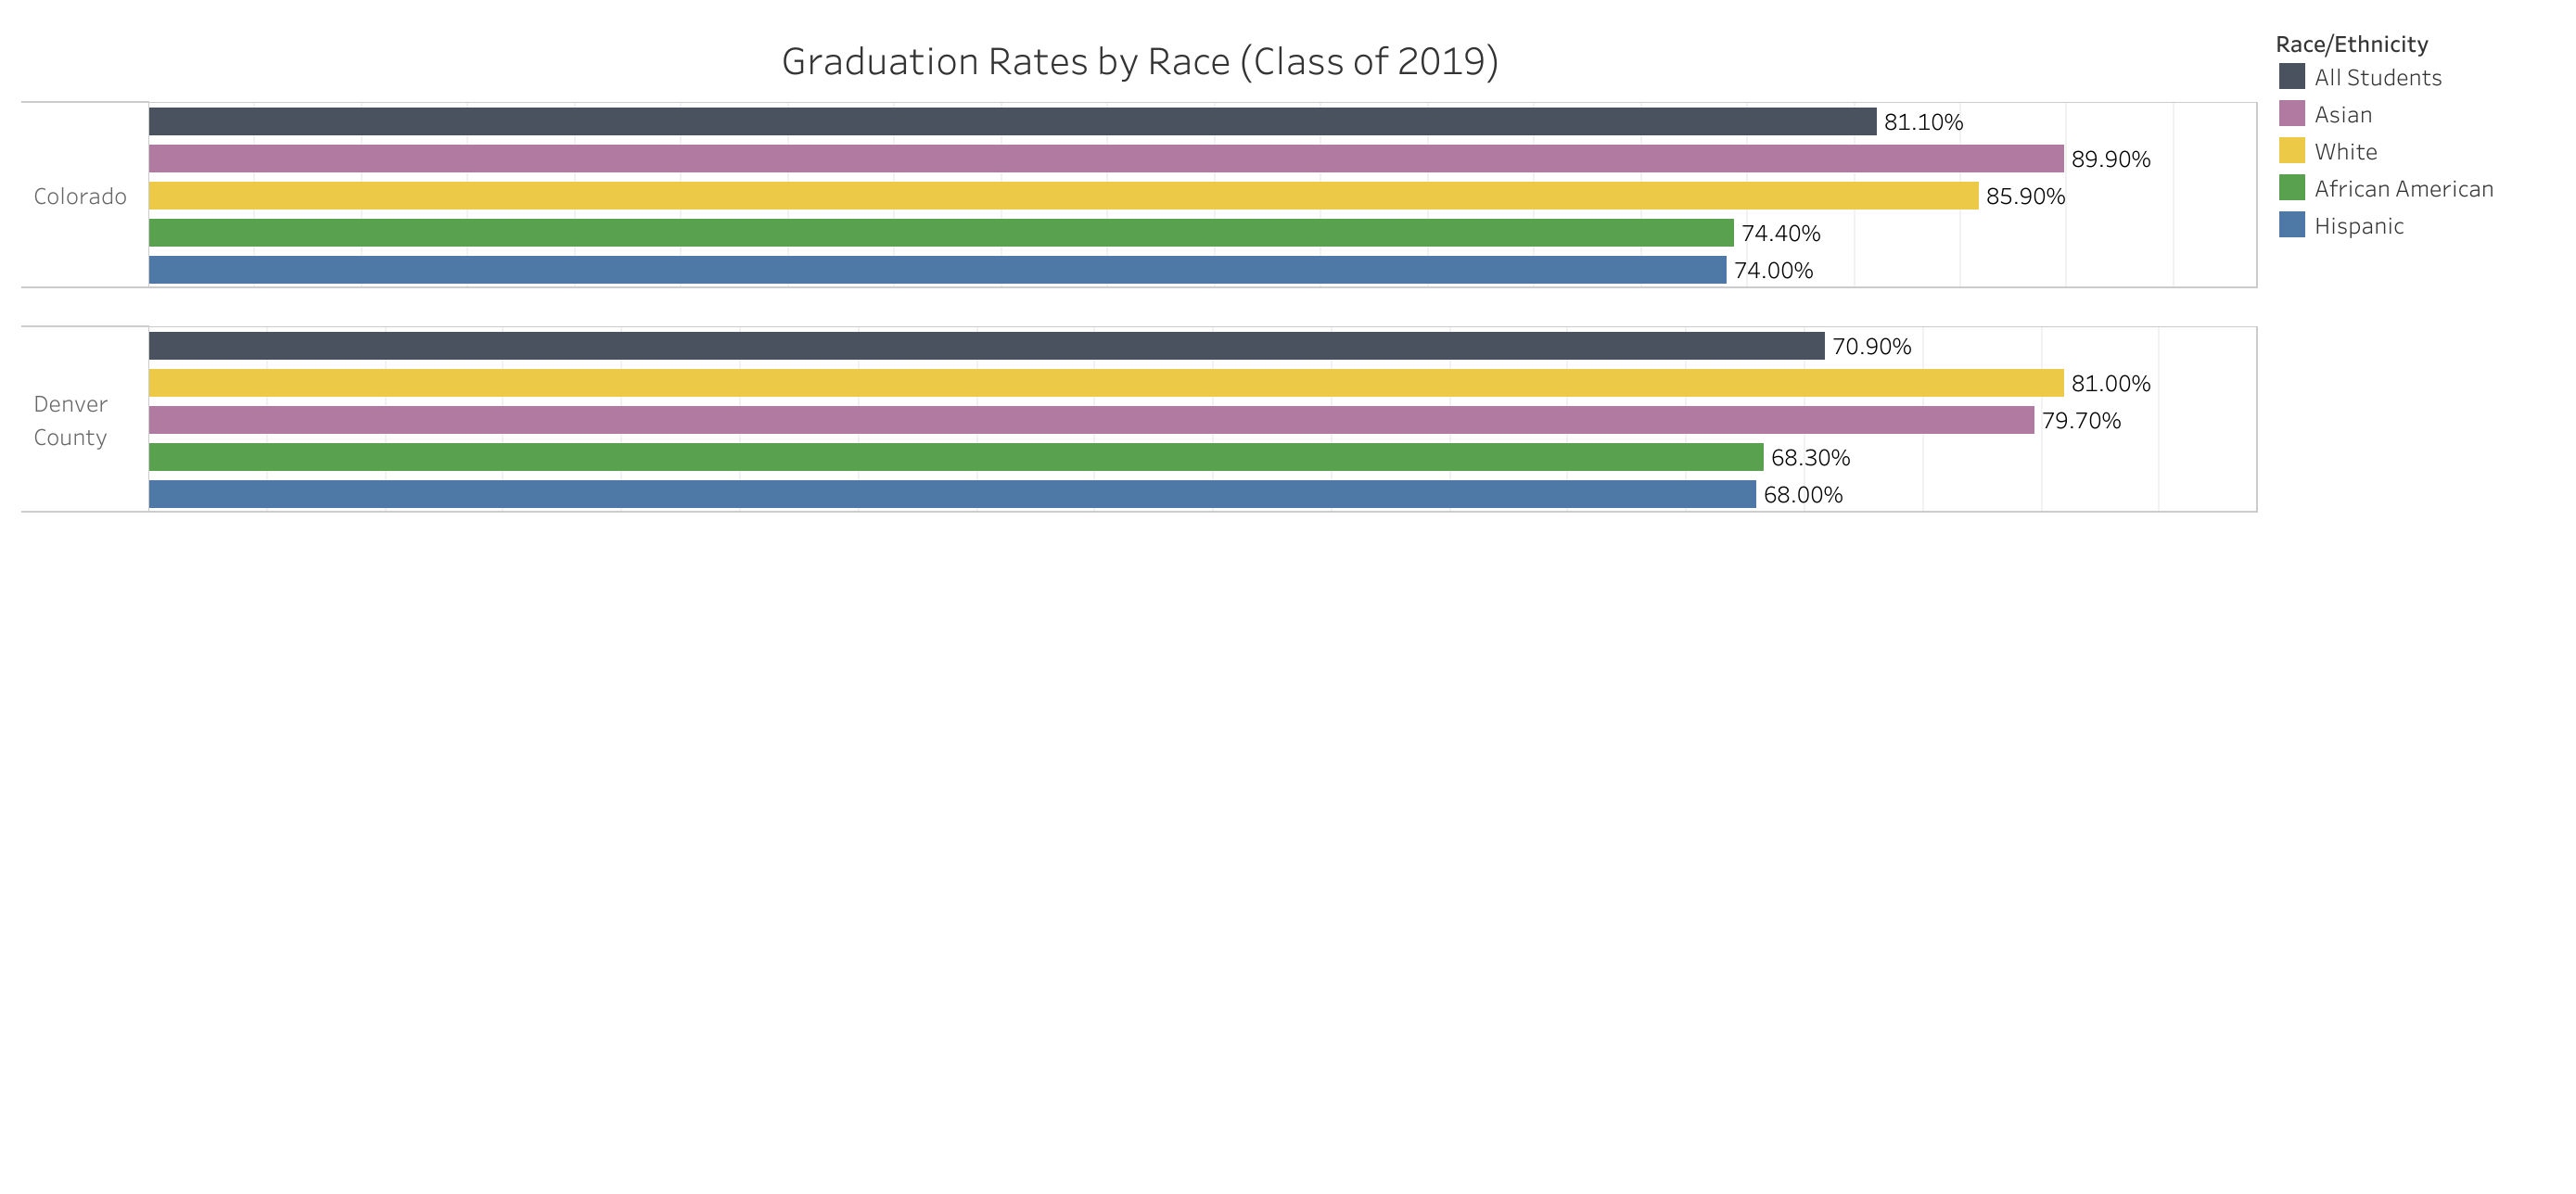 Graduation Rates by Race (Class of 2019)
Race/Ethnicity
All Students
Asian
White
African American
Hispanic
Colorado
81.10%
89.90%
85.90%
74.40%
74.00%
Denver
County
70.90%
81.00%
79.70%
68.30%
68.00%